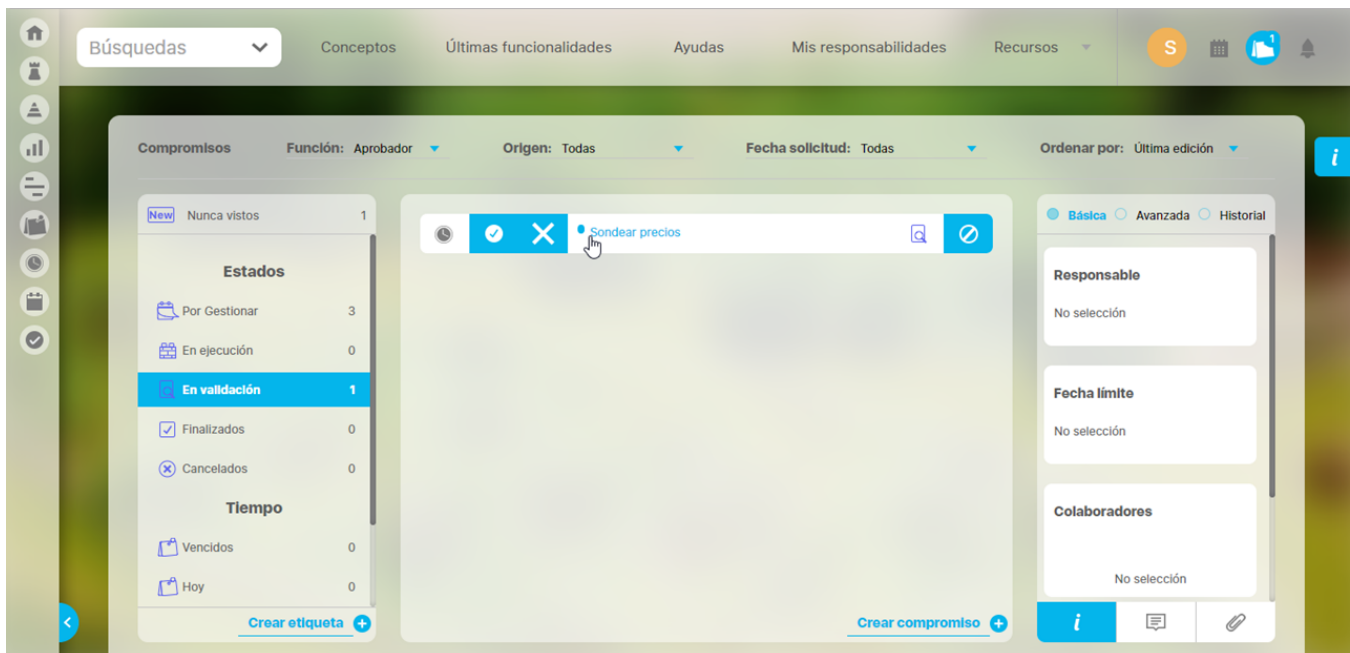 Búsquedas
Conceptos
Últimas funcionalidades
Ayudas
Mis responsabilidades
Recursos
S
1
Compromisos
Función: Aprobador
Origen: Todas
Fecha solicitud: Todas
Ordenar por: Última edición
i
New Nunca vistos 1
Estados
Por Gestionar 3
En ejecución 0
En validación 1
Finalizados 0
Cancelados 0
Tiempo
Vencidos 0
Hoy 0
Crear etiqueta
Sondear precios
Crear compromiso
Básica Avanzada Historial
Responsable
No selección
Fecha límite
No selección
Colaboradores
No selección
i